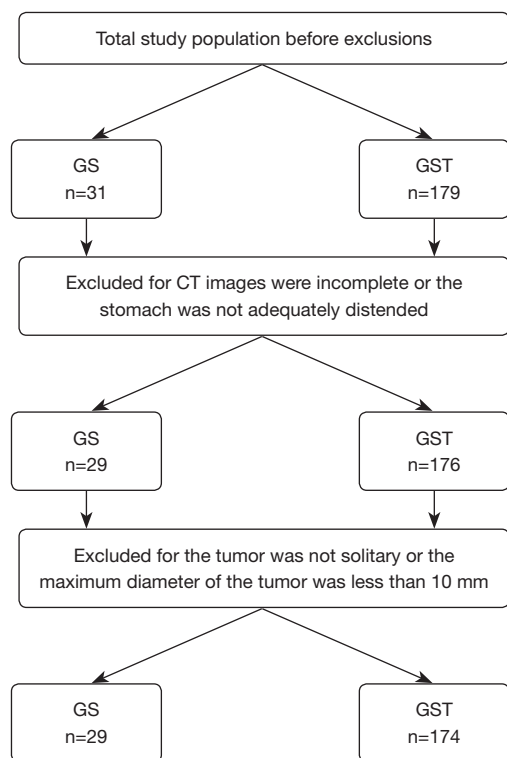 Total study population before exclusions
GS
n=31
GST
n=179
Excluded for CT images were incomplete or the
stomach was not adequately distended
GS
n=29
GST
n=176
Excluded for the tumor was not solitary or the
maximum diameter of the tumor was less than 10 mm
GS
n=29
GST
n=174